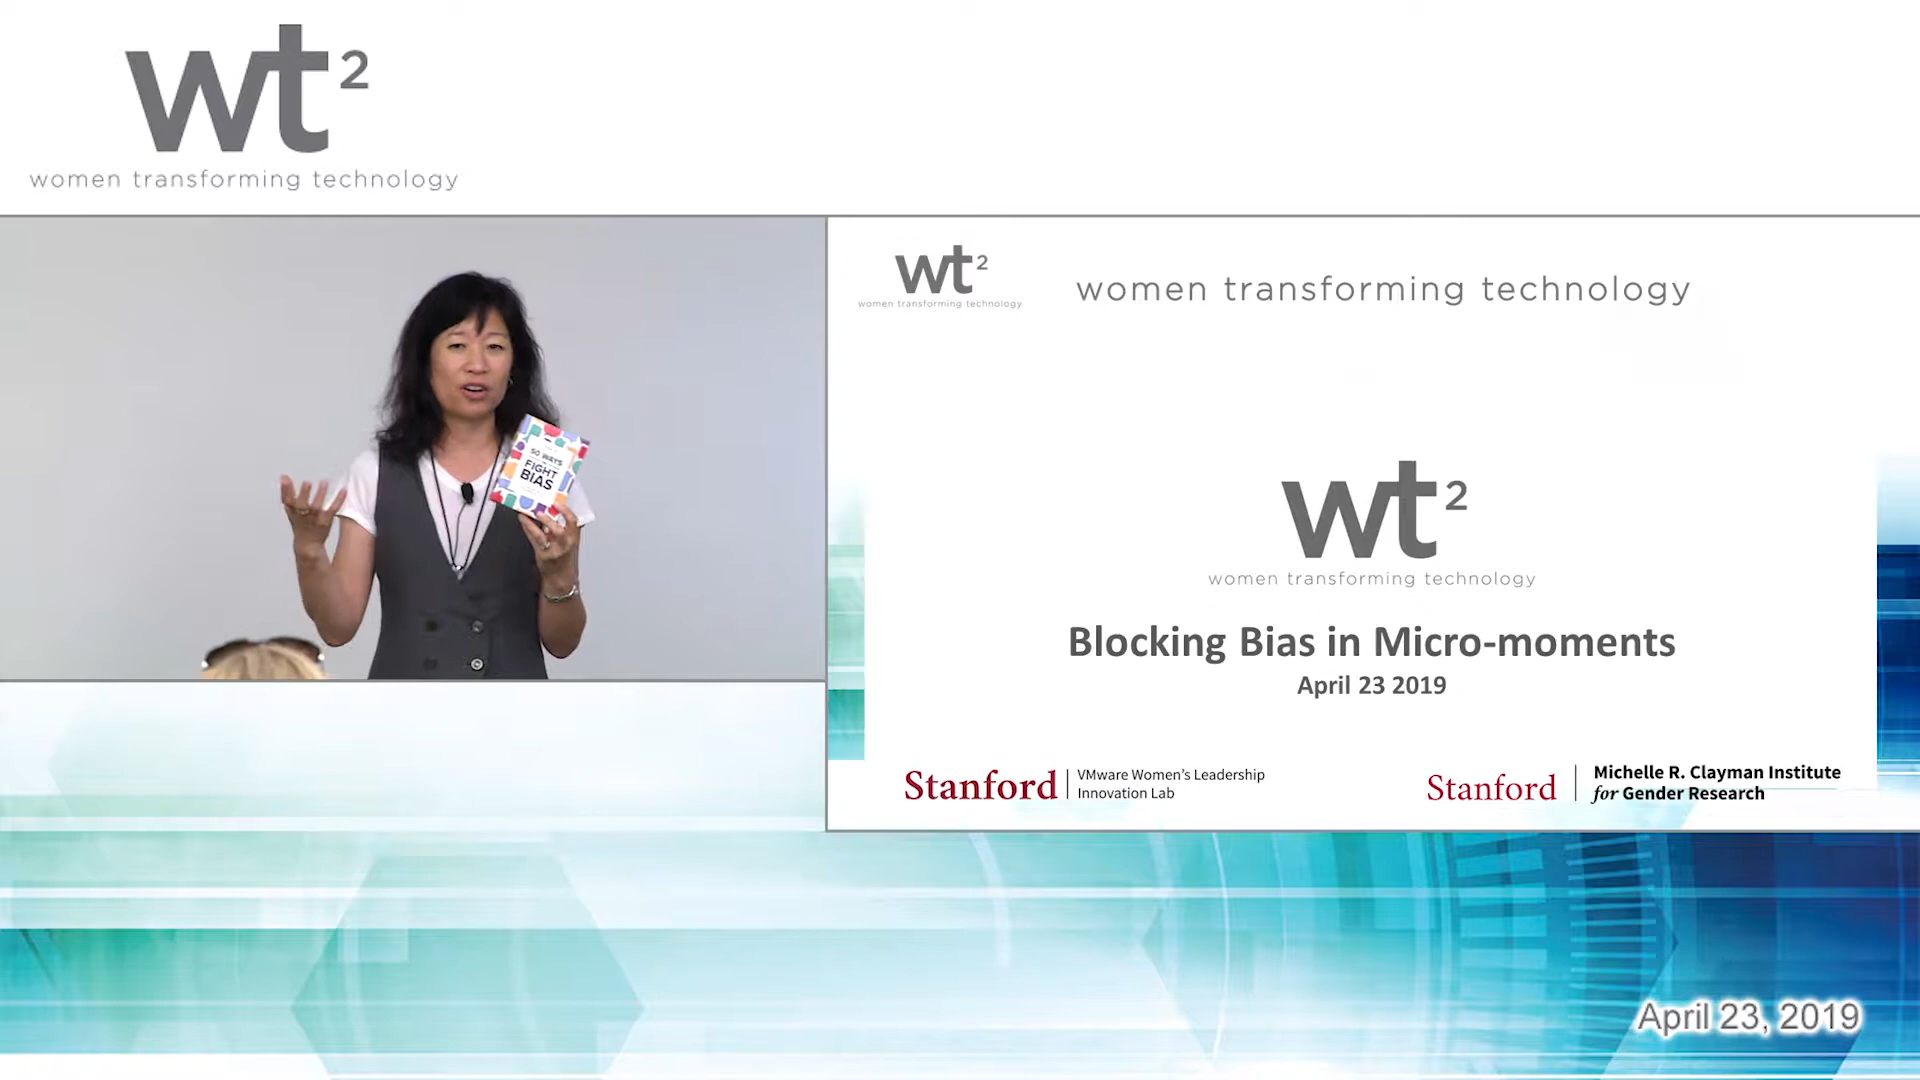 wt2
women transforming technology
50 WAYS
FIGHT
BIAS
wt2
women transforming technology
women transforming technology
wt2
women transforming technology
Blocking Bias in Micro-moments
April 23 2019
Stanford
VMware Women's Leadership
Innovation Lab
Stanford
Michelle R. Clayman Institute
for Gender Research
April 23, 2019